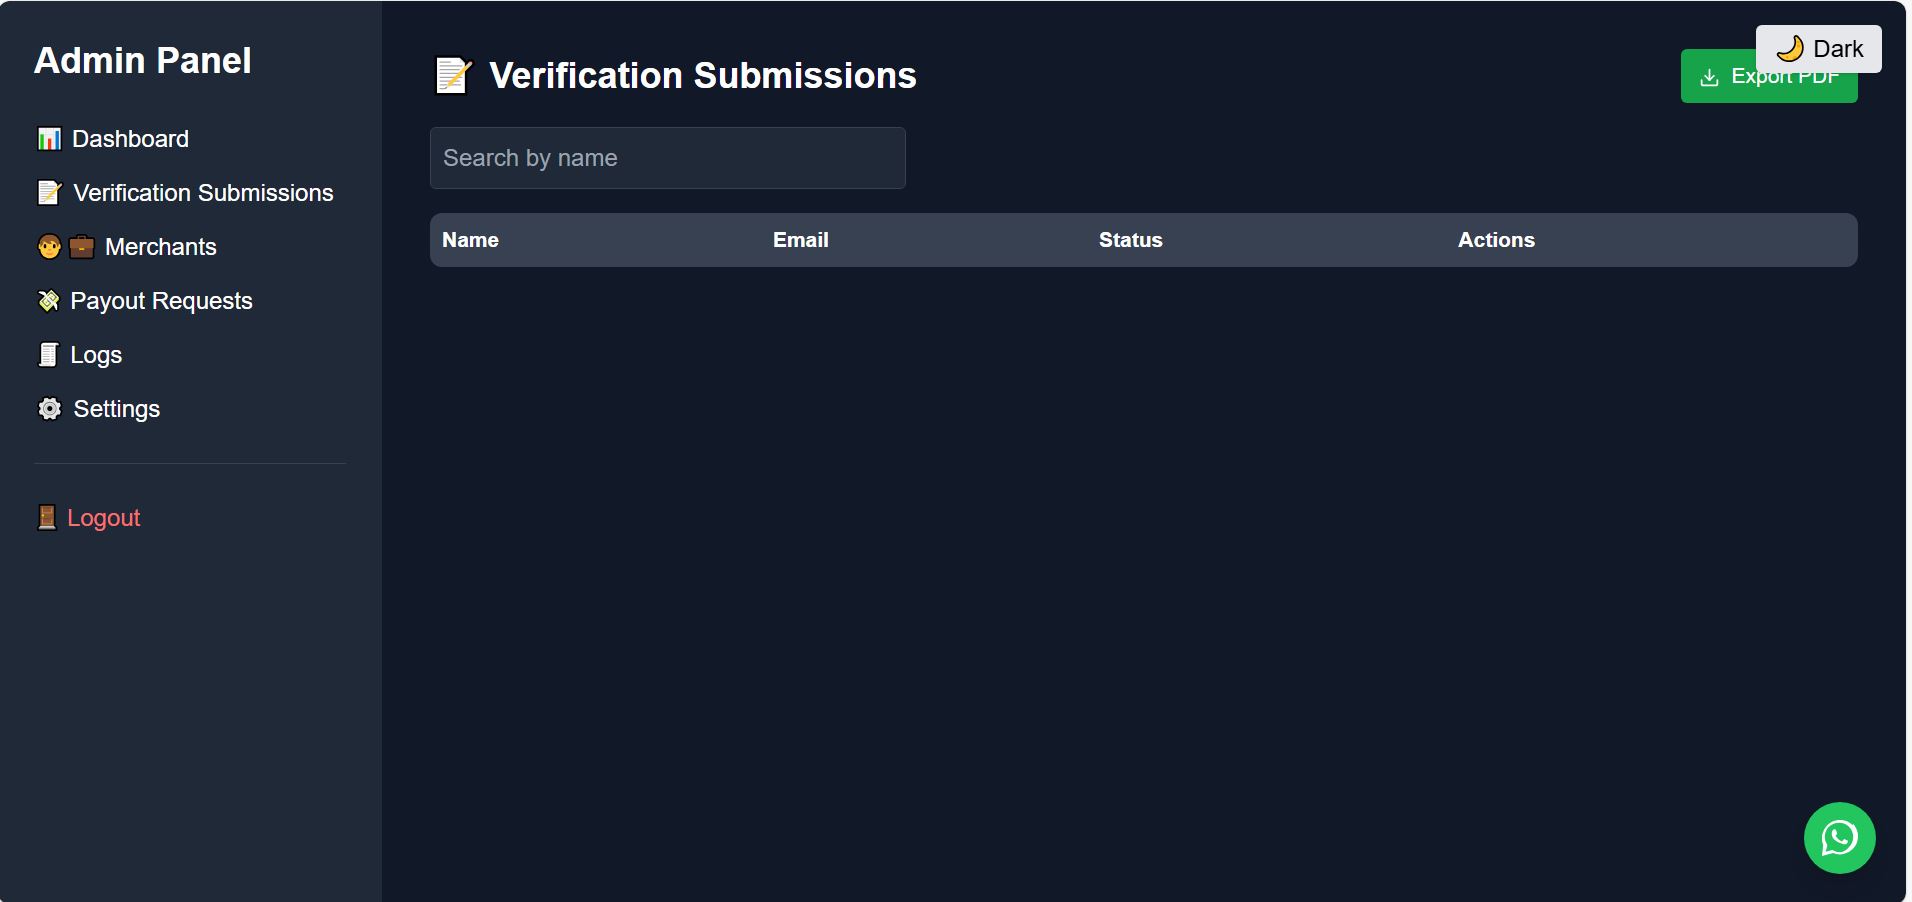 Admin Panel
Dashboard
Verification Submissions
Merchants
Payout Requests
Logs
Settings
Logout
Verification Submissions
Dark
Export PDF
Search by name
Name Email Status Actions